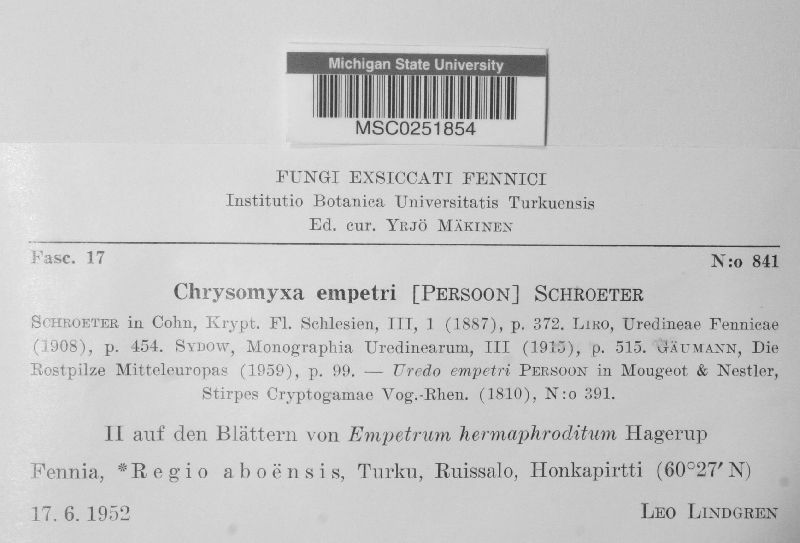 Michigan State University
MSC0251854
FUNGI EXSICCATI FENNICI
Institutio Botanica Universitatis Turkuensis
Ed. cur. YRJÖ MÄKINEN
Fasc. 17 N:o 841
Chrysomyxa empetri [PERSOON] SCHROETER
SCHROETER in Cohn, Krypt. Fl. Schlesien, III, 1 (1887), p. 372. LIRO, Uredineae Fennicae
(1908), p. 454. SYDOW, Monographia Uredinearum, III (1915), p. 515. GÄUMANN, Die
Rostpilze Mitteleuropas (1959), p. 99. — Uredo empetri PERSOON in Mougeot & Nestler,
Stirpes Cryptogamae Vog.-Rhen. (1810), N:o 391.
II auf den Blättern von Empetrum hermaphroditum Hagerup
Fennia, *Regio aboënsis, Turku, Ruissalo, Honkapirtti (60°27′ N)
17. 6. 1952 LEO LINDGREN